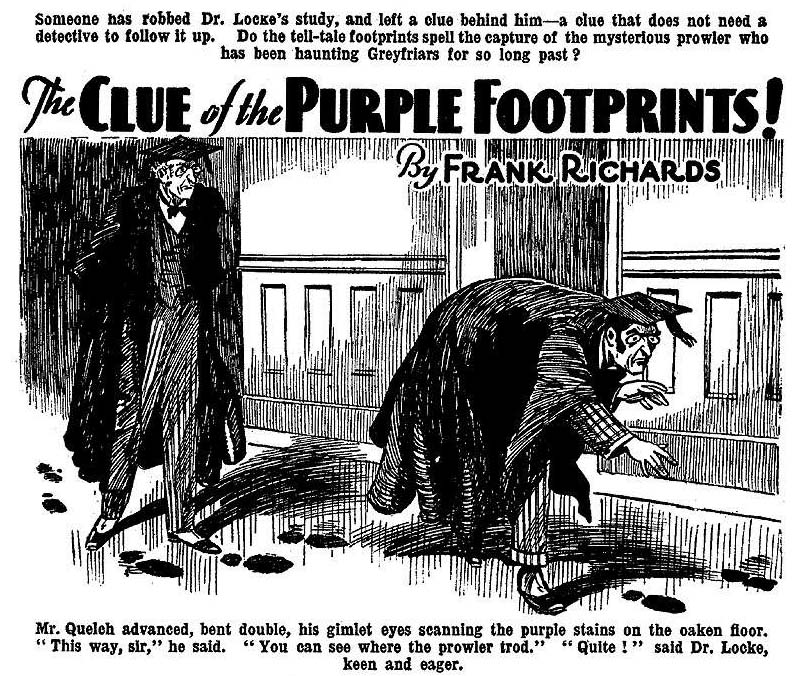 Someone has robbed Dr. Locke's study, and left a clue behind him—a clue that does not need a
detective to follow it up. Do the tell-tale footprints spell the capture of the mysterious prowler who
has been haunting Greyfriars for so long past?
The CLUE of the PURPLE FOOTPRINTS!
By FRANK RICHARDS
Mr. Quelch advanced, bent double, his gimlet eyes scanning the purple stains on the oaken floor.
"This way, sir," he said. "You can see where the prowler trod." "Quite!" said Dr. Locke,
keen and eager.